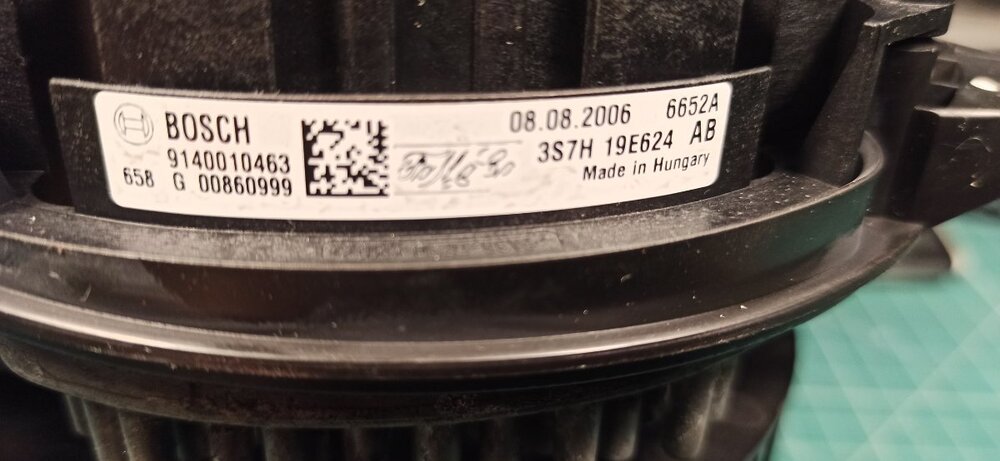 BOSCH
9140010463
658 G 00860999
08.08.2006 6652A
3S7H 19E624 AB
Made in Hungary